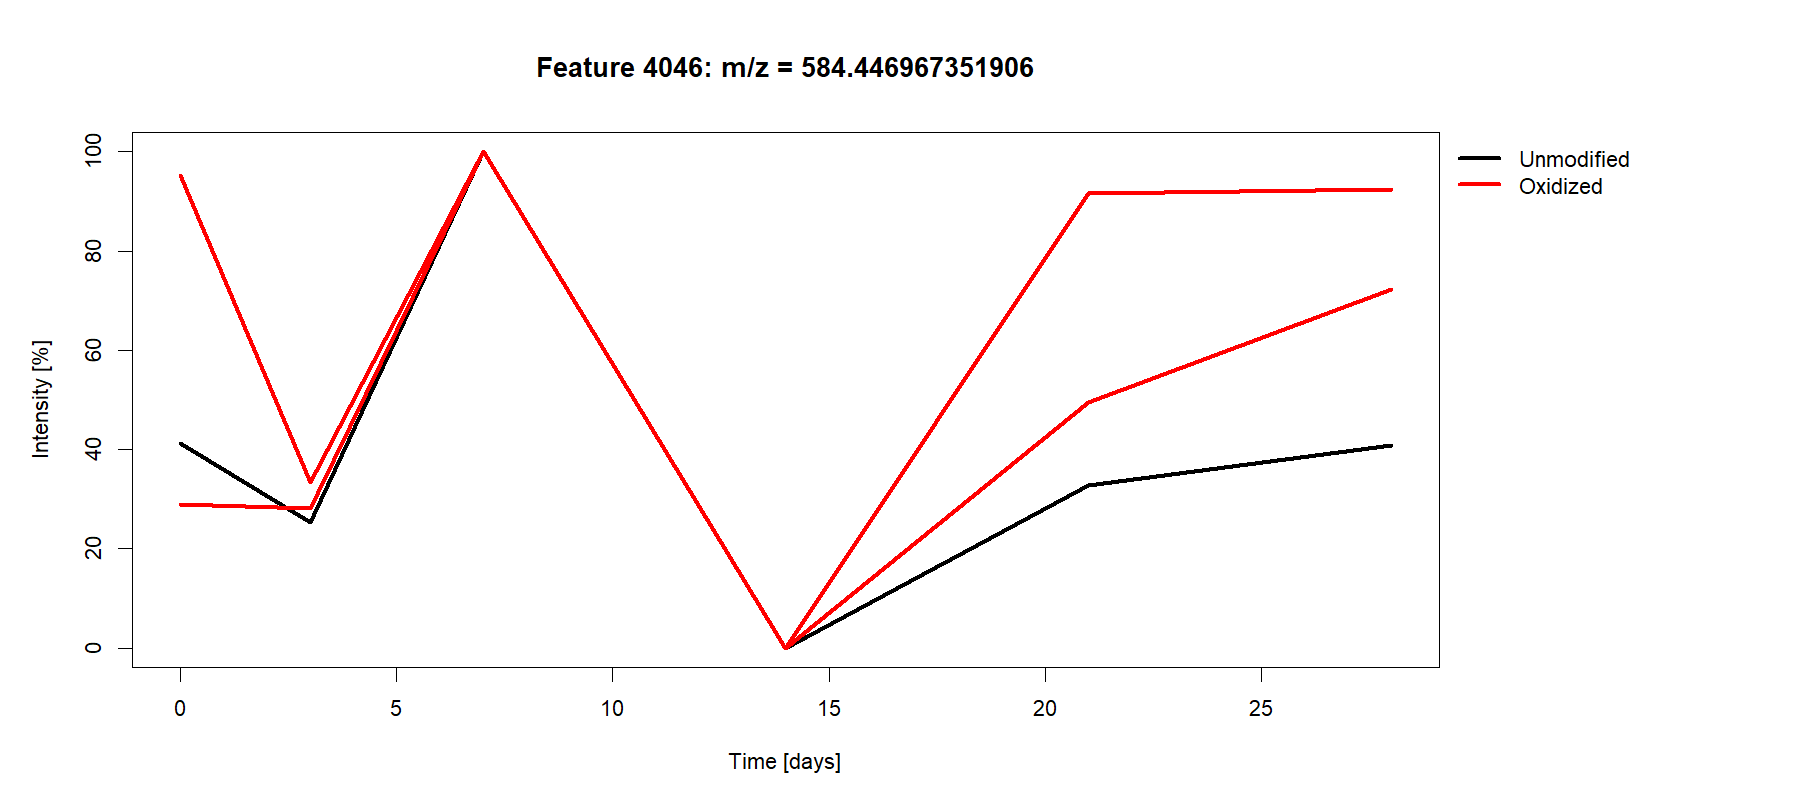 Feature 4046: m/z = 584.446967351906
Unmodified
Oxidized
Intensity [%]
100
80
60
40
20
0
0 5 10 15 20 25
Time [days]